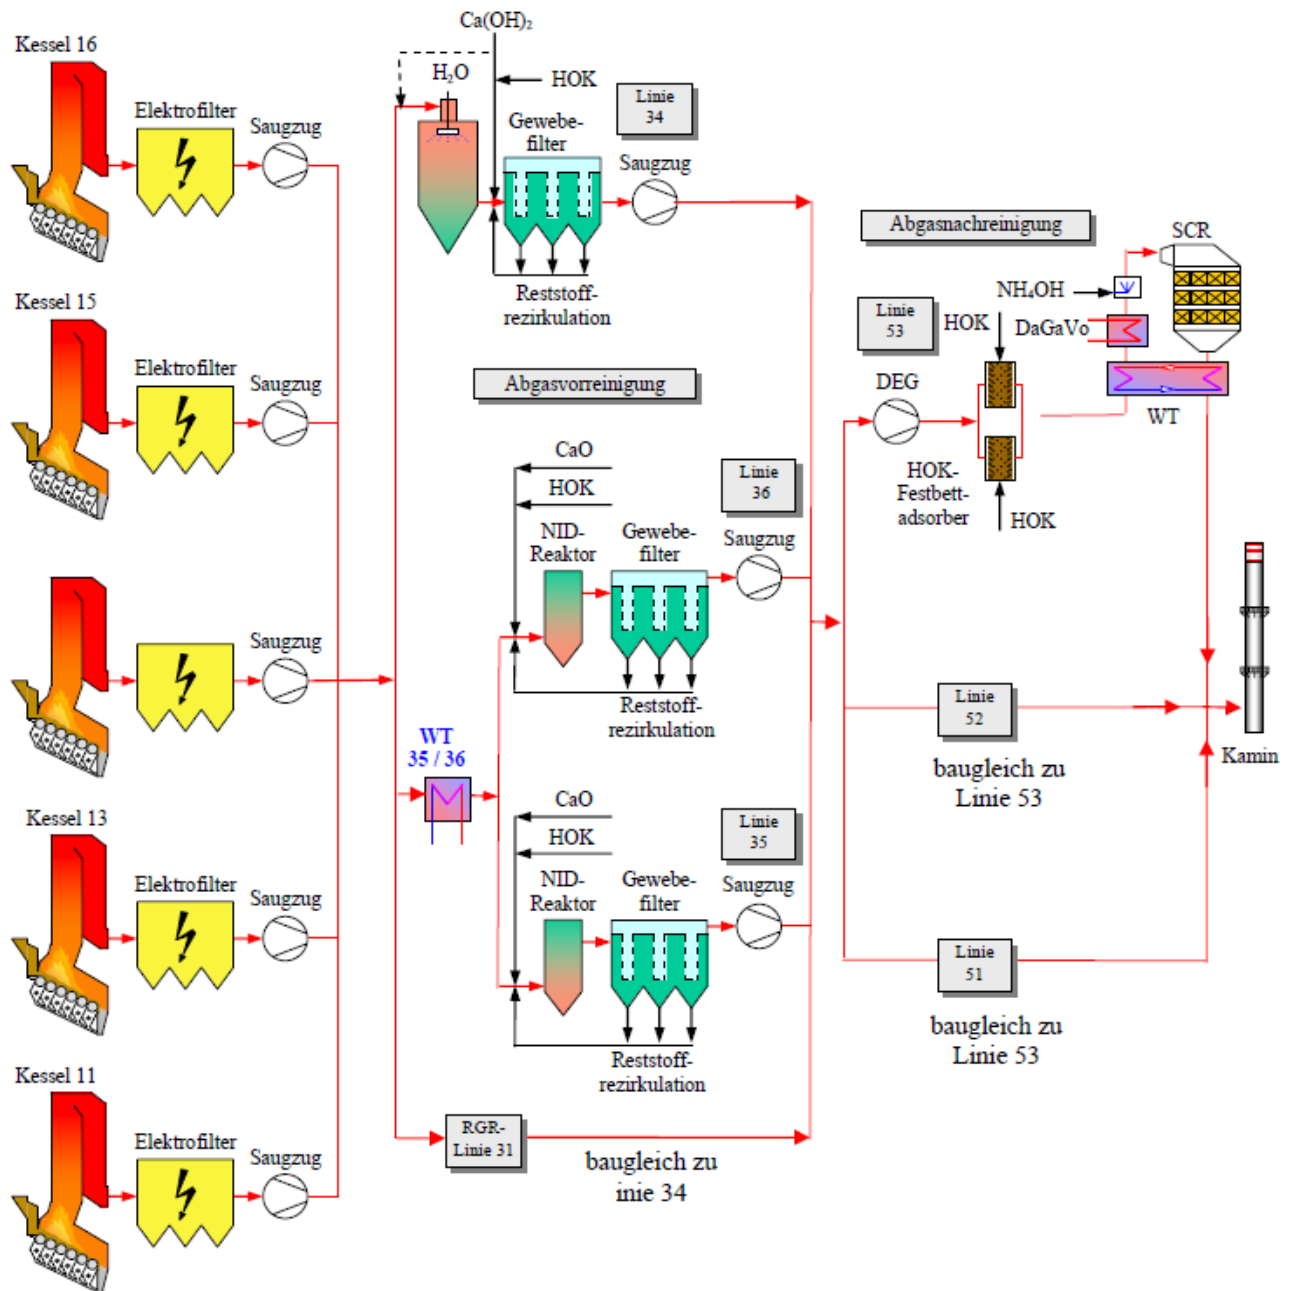 Kessel 16
Elektrofilter
Saugzug
Kessel 15
Elektrofilter
Saugzug
Saugzug
Kessel 13
Elektrofilter
Saugzug
Kessel 11
Elektrofilter
Saugzug
Ca(OH)₂
H₂O
HOK
Gewebe-
filter
Linie
34
Saugzug
Reststoff-
rezirkulation
Abgasvorreinigung
CaO
HOK
NID-
Reaktor
Gewebe-
filter
Linie
36
Saugzug
Reststoff-
rezirkulation
WT
35 / 36
CaO
HOK
NID-
Reaktor
Gewebe-
filter
Linie
35
Saugzug
Reststoff-
rezirkulation
RGR-
Linie 31
baugleich zu
inie 34
Abgasnachreinigung
SCR
NH₄OH
DaGaVo
WT
Linie
53
HOK
DEG
HOK-
Festbett-
adsorber
HOK
Linie
52
baugleich zu
Linie 53
Kamin
Linie
51
baugleich zu
Linie 53